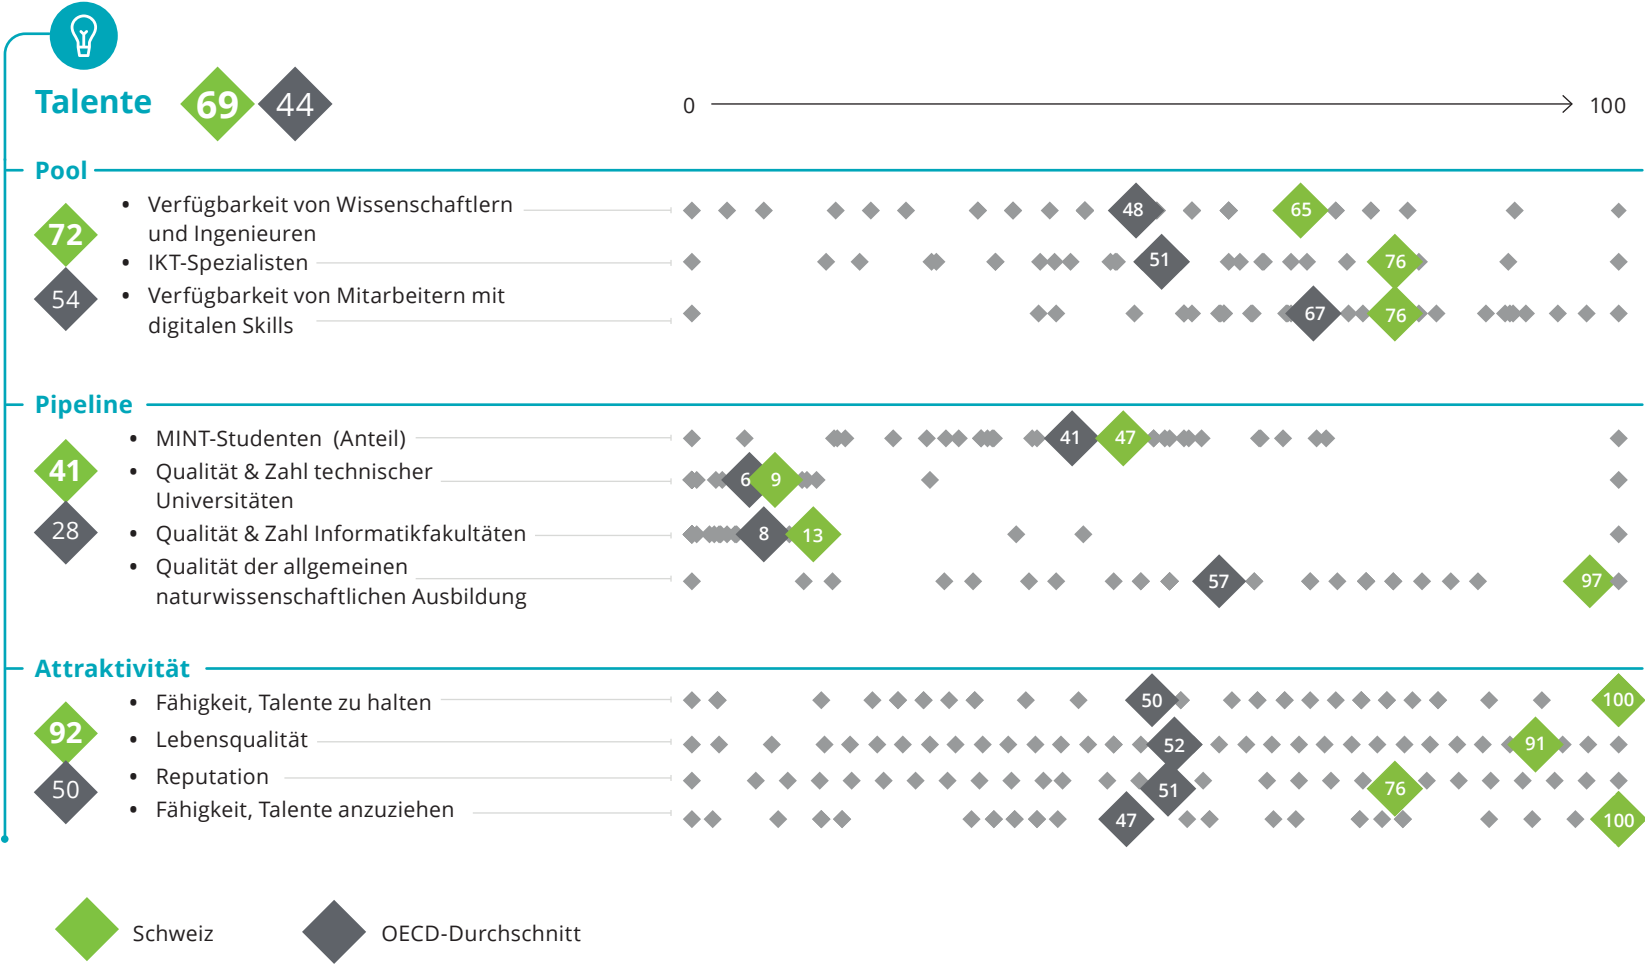 Talente 69 44
0 100
Pool
72
54
• Verfügbarkeit von Wissenschaftlern
und Ingenieuren
48 65
• IKT-Spezialisten
51 76
• Verfügbarkeit von Mitarbeitern mit
digitalen Skills
67 76
Pipeline
41
28
• MINT-Studenten (Anteil)
41 47
• Qualität & Zahl technischer
Universitäten
6 9
• Qualität & Zahl Informatikfakultäten
8 13
• Qualität der allgemeinen
naturwissenschaftlichen Ausbildung
57 97
Attraktivität
92
50
• Fähigkeit, Talente zu halten
50 100
• Lebensqualität
52 91
• Reputation
51 76
• Fähigkeit, Talente anzuziehen
47 100
Schweiz
OECD-Durchschnitt